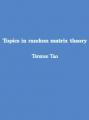 Topics in random matrix theory
Terence Tao